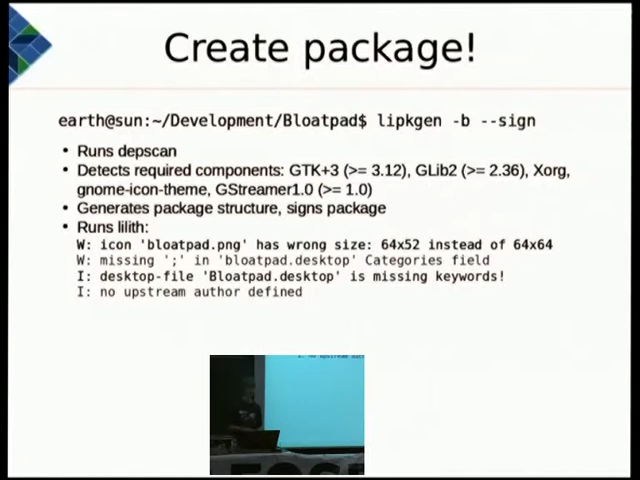 Create package!
earth@sun:~/Development/Bloatpad$ lipkgen -b --sign
• Runs depscan
• Detects required components: GTK+3 (>= 3.12), GLib2 (>= 2.36), Xorg,
gnome-icon-theme, GStreamer1.0 (>= 1.0)
• Generates package structure, signs package
• Runs lilith:
W: icon 'bloatpad.png' has wrong size: 64x52 instead of 64x64
W: missing ';' in 'bloatpad.desktop' Categories field
I: desktop-file 'Bloatpad.desktop' is missing keywords!
I: no upstream author defined